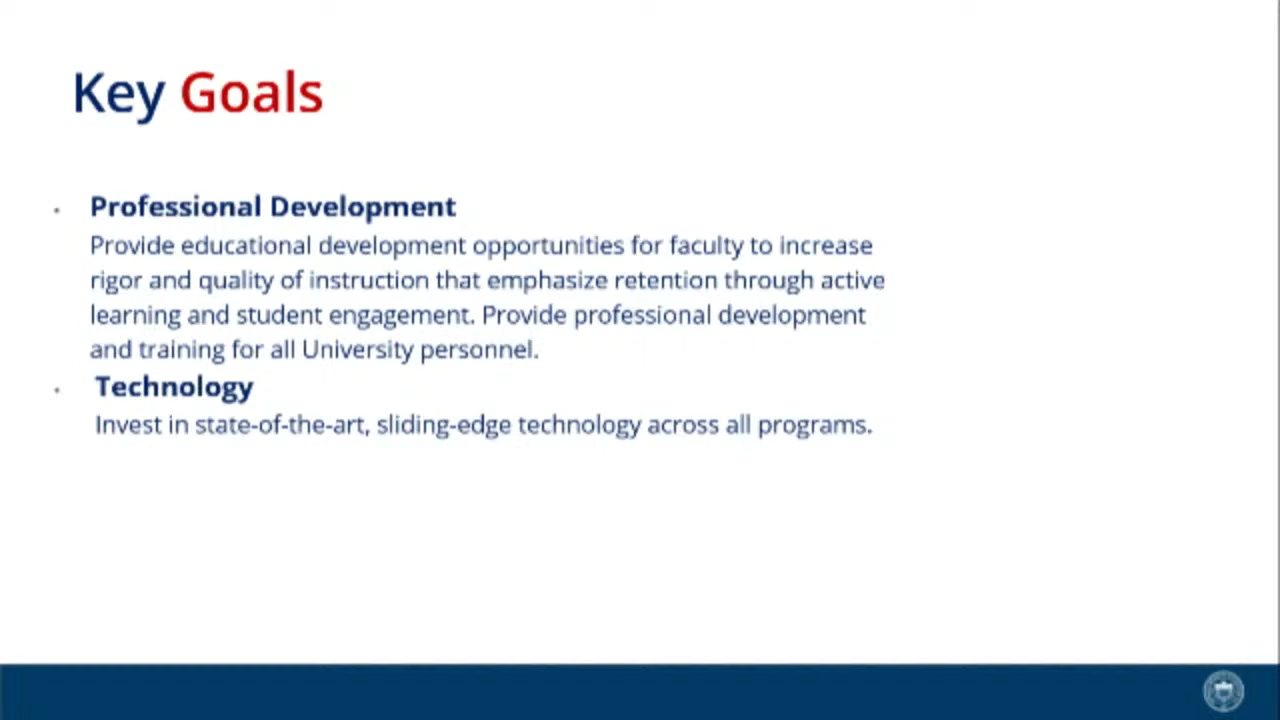 Key Goals
Professional Development
Provide educational development opportunities for faculty to increase
rigor and quality of instruction that emphasize retention through active
learning and student engagement. Provide professional development
and training for all University personnel.
Technology
Invest in state-of-the-art, sliding-edge technology across all programs.